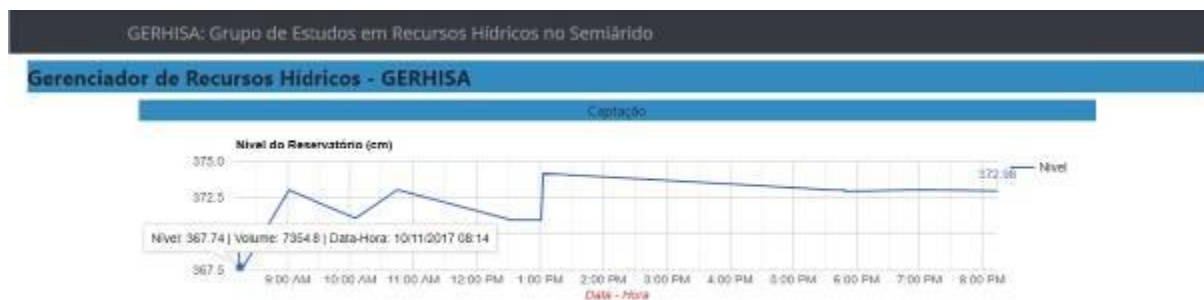 GERHISA: Grupo de Estudos em Recursos Hídricos no Semiárido
Gerenciador de Recursos Hídricos - GERHISA
Captação
Nível do Reservatório (cm)
375.0
372.98
Nível
372.5
Nível: 367.74 | Volume: 7354.8 | Data-Hora: 10/11/2017 08:14
367.5
9:00 AM 10:00 AM 11:00 AM 12:00 PM 1:00 PM 2:00 PM 3:00 PM 4:00 PM 5:00 PM 6:00 PM 7:00 PM 8:00 PM
Data - Hora